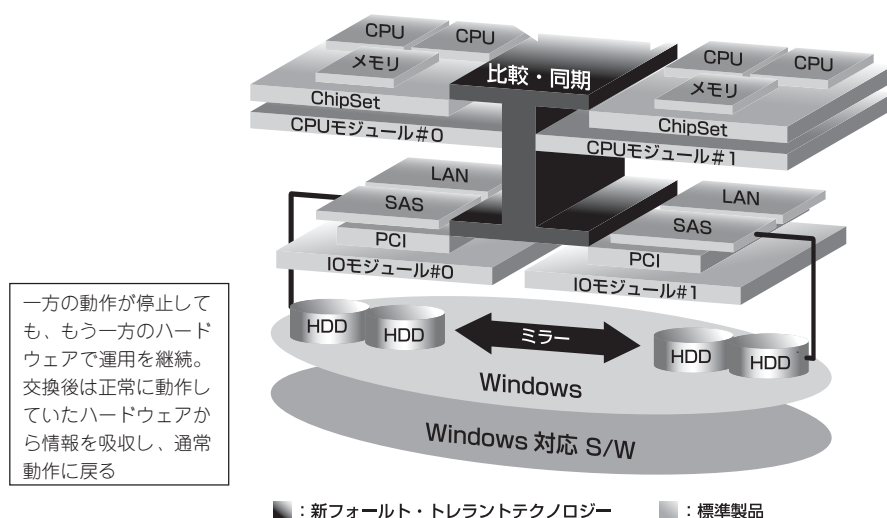 CPU
CPU
メモリ
ChipSet
CPUモジュール#0
比較・同期
CPU
CPU
メモリ
ChipSet
CPUモジュール#1
LAN
SAS
PCI
IOモジュール#0
LAN
SAS
PCI
IOモジュール#1
一方の動作が停止して
も、もう一方のハード
ウェアで運用を継続。
交換後は正常に動作し
ていたハードウェアか
ら情報を吸収し、通常
動作に戻る
HDD
HDD
ミラー
HDD
HDD
Windows
Windows 対応 S/W
：新フォールト・トレラントテクノロジー
：標準製品